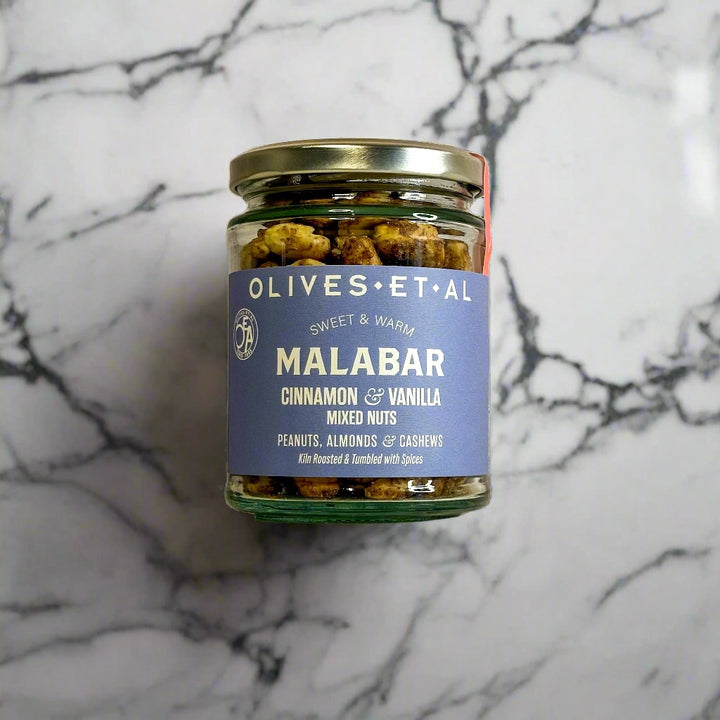 OLIVES•ET•AL
SWEET & WARM
MALABAR
CINNAMON & VANILLA
MIXED NUTS
PEANUTS, ALMONDS & CASHEWS
Kiln Roasted & Tumbled with Spices